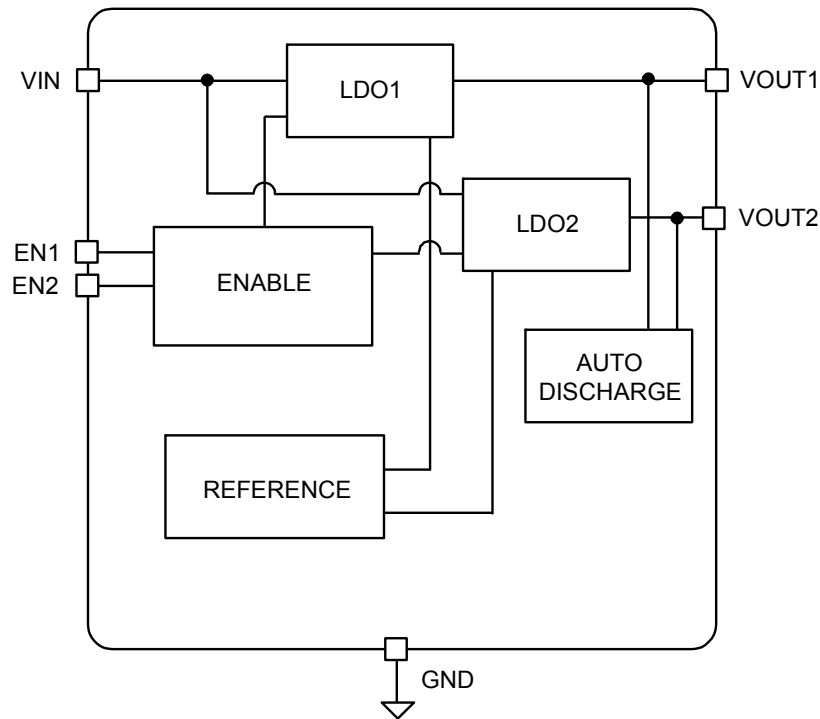 VIN
LDO1
VOUT1
LDO2
VOUT2
EN1
EN2
ENABLE
AUTO
DISCHARGE
REFERENCE
GND